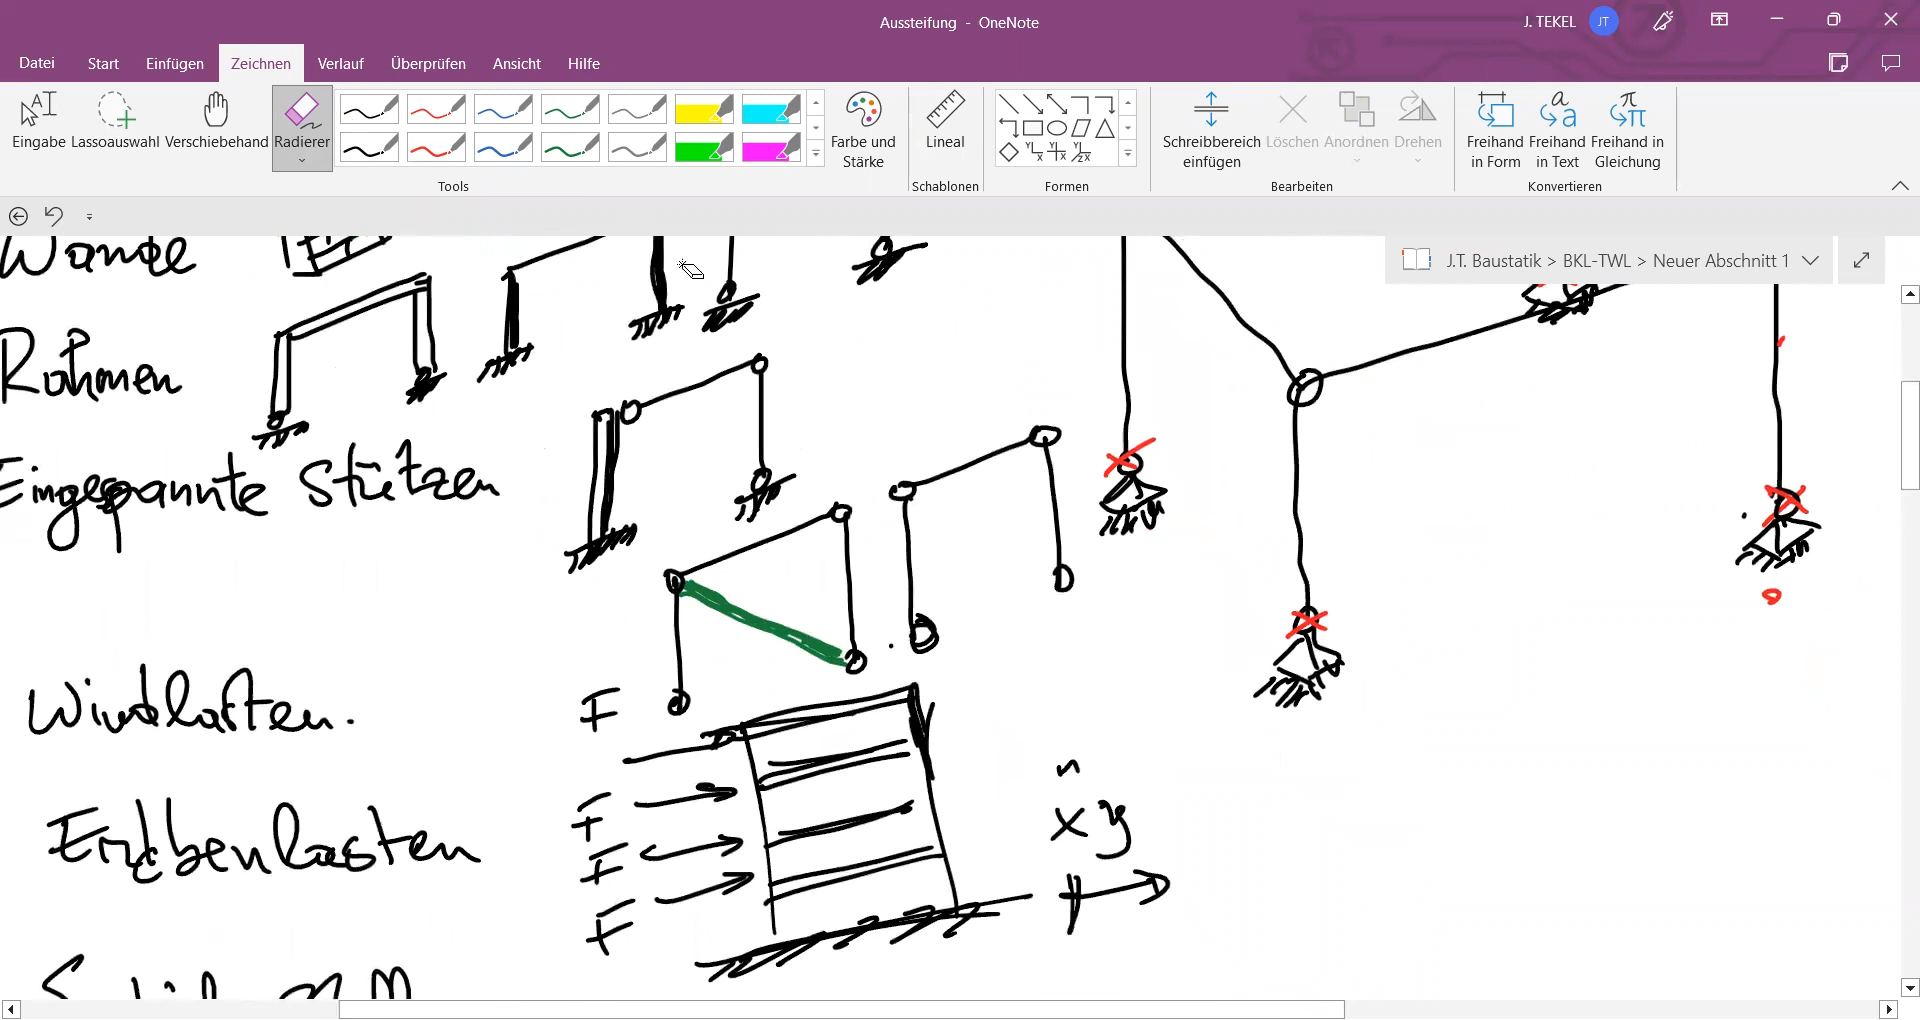 Aussteifung - OneNote
J. TEKEL JT
Datei Start Einfügen Zeichnen Verlauf Überprüfen Ansicht Hilfe
Eingabe Lassoauswahl Verschiebehand Radierer
Farbe und Stärke
Lineal
Schreibbereich einfügen
Löschen Anordnen Drehen
Freihand in Form
Freihand in Text
Freihand in Gleichung
Tools Schablonen Formen Bearbeiten Konvertieren
J.T. Baustatik > BKL-TWL > Neuer Abschnitt 1
Wände
Rahmen
Eingespannte Stützen
Windlasten.
F
F
Erdbenlasten
F
F
x y